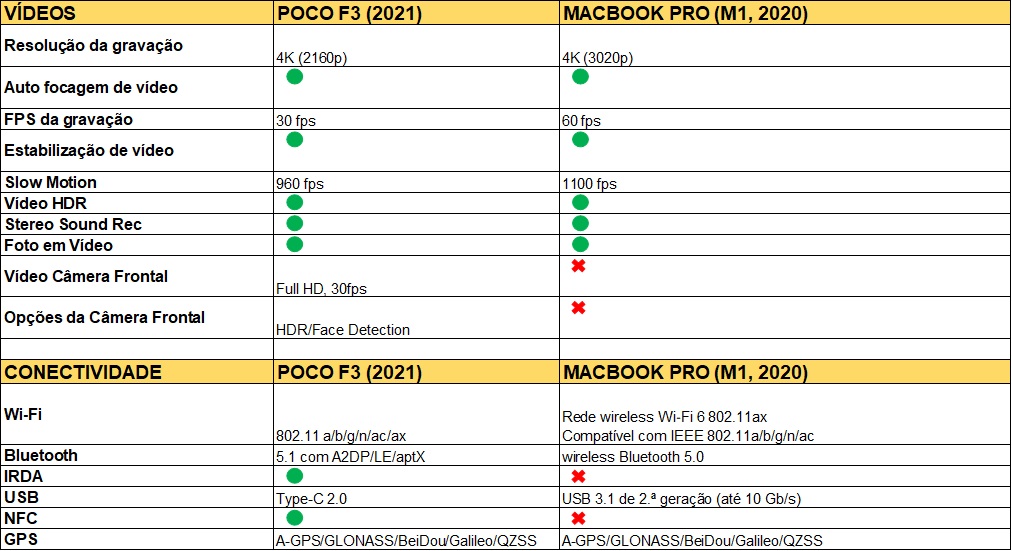 VÍDEOS POCO F3 (2021) MACBOOK PRO (M1, 2020)
Resolução da gravação 4K (2160p) 4K (3020p)
Auto focagem de vídeo
FPS da gravação 30 fps 60 fps
Estabilização de vídeo
Slow Motion 960 fps 1100 fps
Vídeo HDR
Stereo Sound Rec
Foto em Vídeo
Vídeo Câmera Frontal Full HD, 30fps
Opções da Câmera Frontal HDR/Face Detection
CONECTIVIDADE POCO F3 (2021) MACBOOK PRO (M1, 2020)
Wi-Fi 802.11 a/b/g/n/ac/ax Rede wireless Wi-Fi 6 802.11ax
Compatível com IEEE 802.11a/b/g/n/ac
Bluetooth 5.1 com A2DP/LE/aptX wireless Bluetooth 5.0
IRDA
USB Type-C 2.0 USB 3.1 de 2.ª geração (até 10 Gb/s)
NFC
GPS A-GPS/GLONASS/BeiDou/Galileo/QZSS A-GPS/GLONASS/BeiDou/Galileo/QZSS